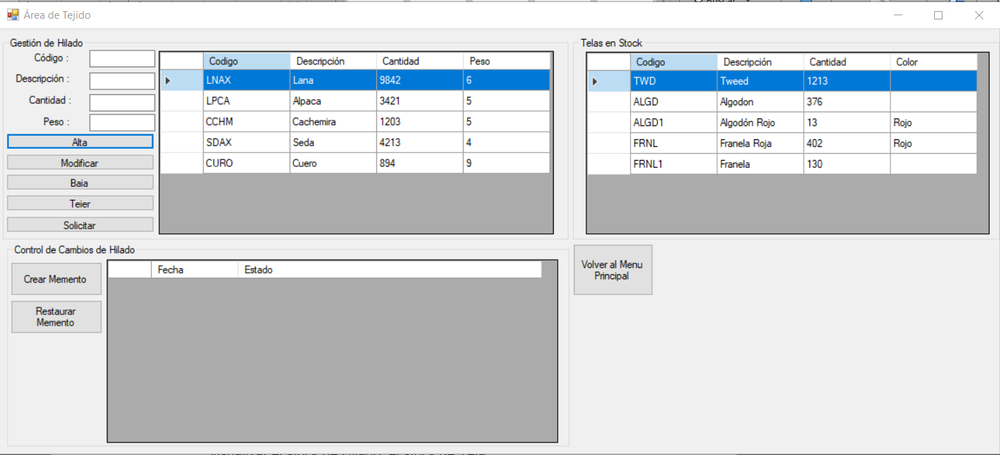 Área de Tejido
Gestión de Hilado
Código :
Descripción :
Cantidad :
Peso :
Alta
Modificar
Baja
Tejer
Solicitar
Codigo Descripción Cantidad Peso
LNAX Lana 9842 6
LPCA Alpaca 3421 5
CCHM Cachemira 1203 5
SDAX Seda 4213 4
CURO Cuero 894 9
Telas en Stock
Codigo Descripción Cantidad Color
TWD Tweed 1213
ALGD Algodon 376
ALGD1 Algodón Rojo 13 Rojo
FRNL Franela Roja 402 Rojo
FRNL1 Franela 130
Control de Cambios de Hilado
Crear Memento
Restaurar
Memento
Fecha Estado
Volver al Menu
Principal